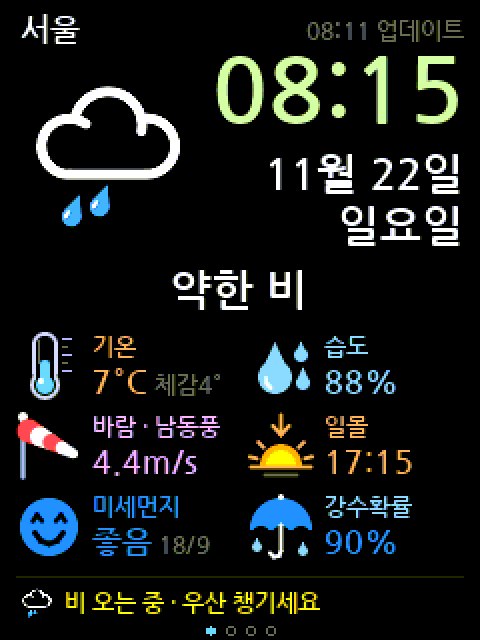 서울
08:11 업데이트
08:15
11월 22일
일요일
약한 비
기온
7°C 체감4°
습도
88%
바람 · 남동풍
4.4m/s
일몰
17:15
미세먼지
좋음 18/9
강수확률
90%
비 오는 중 · 우산 챙기세요